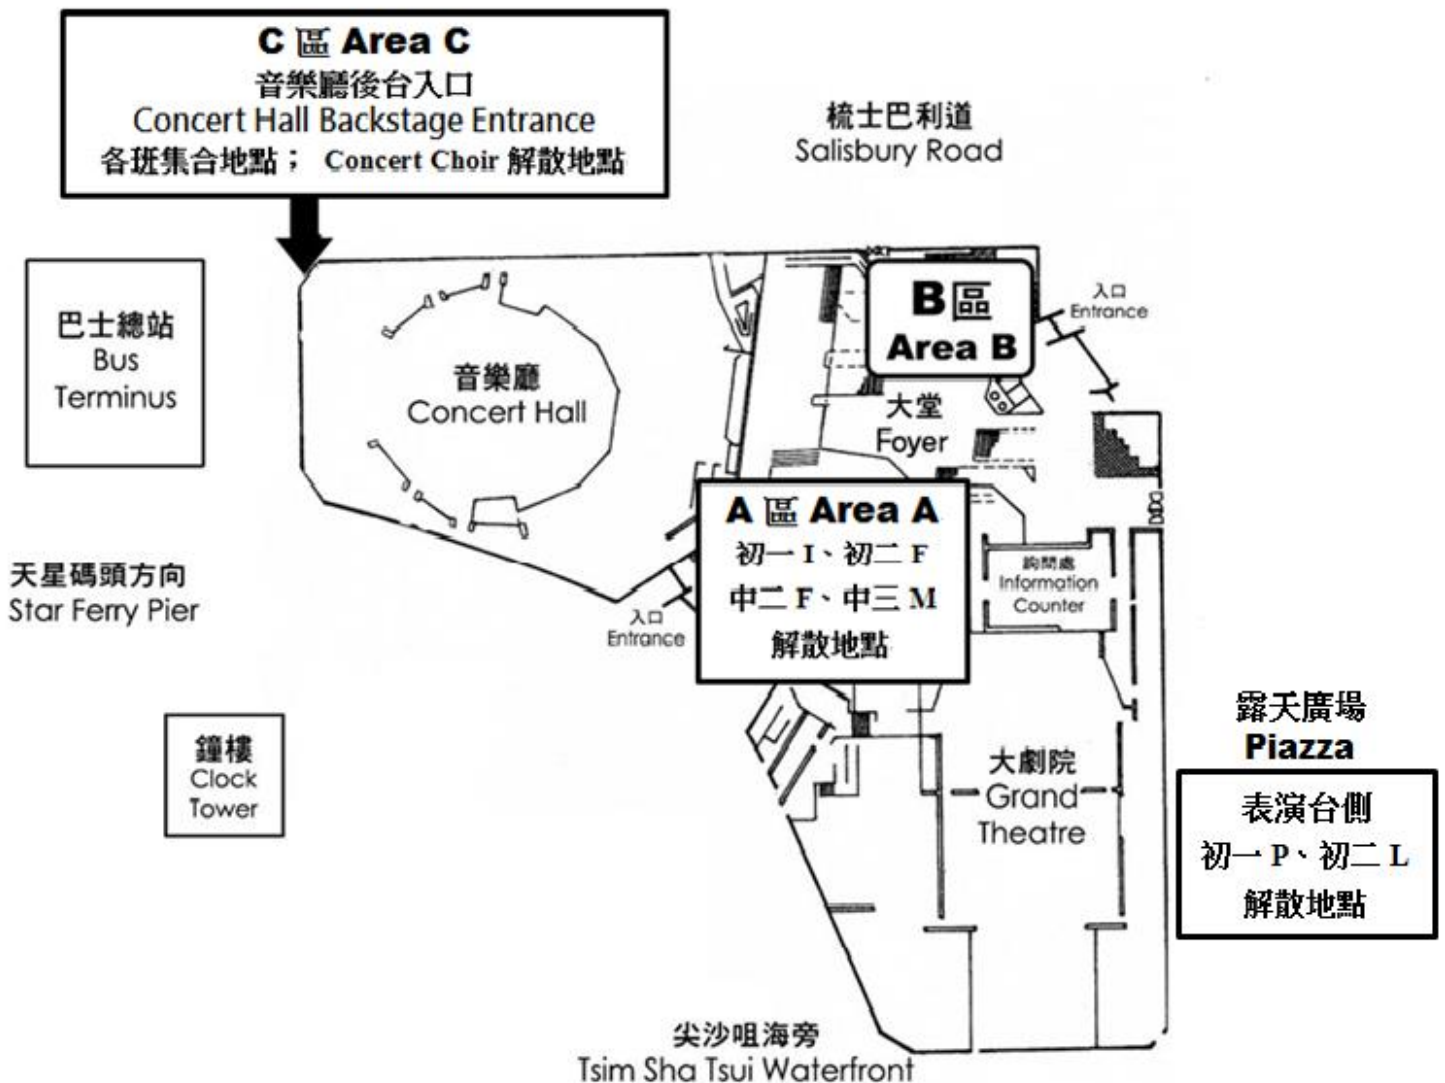 C 區 Area C
音樂廳後台入口
Concert Hall Backstage Entrance
各班集合地點； Concert Choir 解散地點
梳士巴利道
Salisbury Road
巴士總站
Bus
Terminus
音樂廳
Concert Hall
B區
Area B
入口
Entrance
大堂
Foyer
A 區 Area A
初一 I、初二 F
中二 F、中三 M
解散地點
詢問處
Information
Counter
天星碼頭方向
Star Ferry Pier
入口
Entrance
鐘樓
Clock
Tower
大劇院
Grand
Theatre
露天廣場
Piazza
表演台側
初一 P、初二 L
解散地點
尖沙咀海旁
Tsim Sha Tsui Waterfront